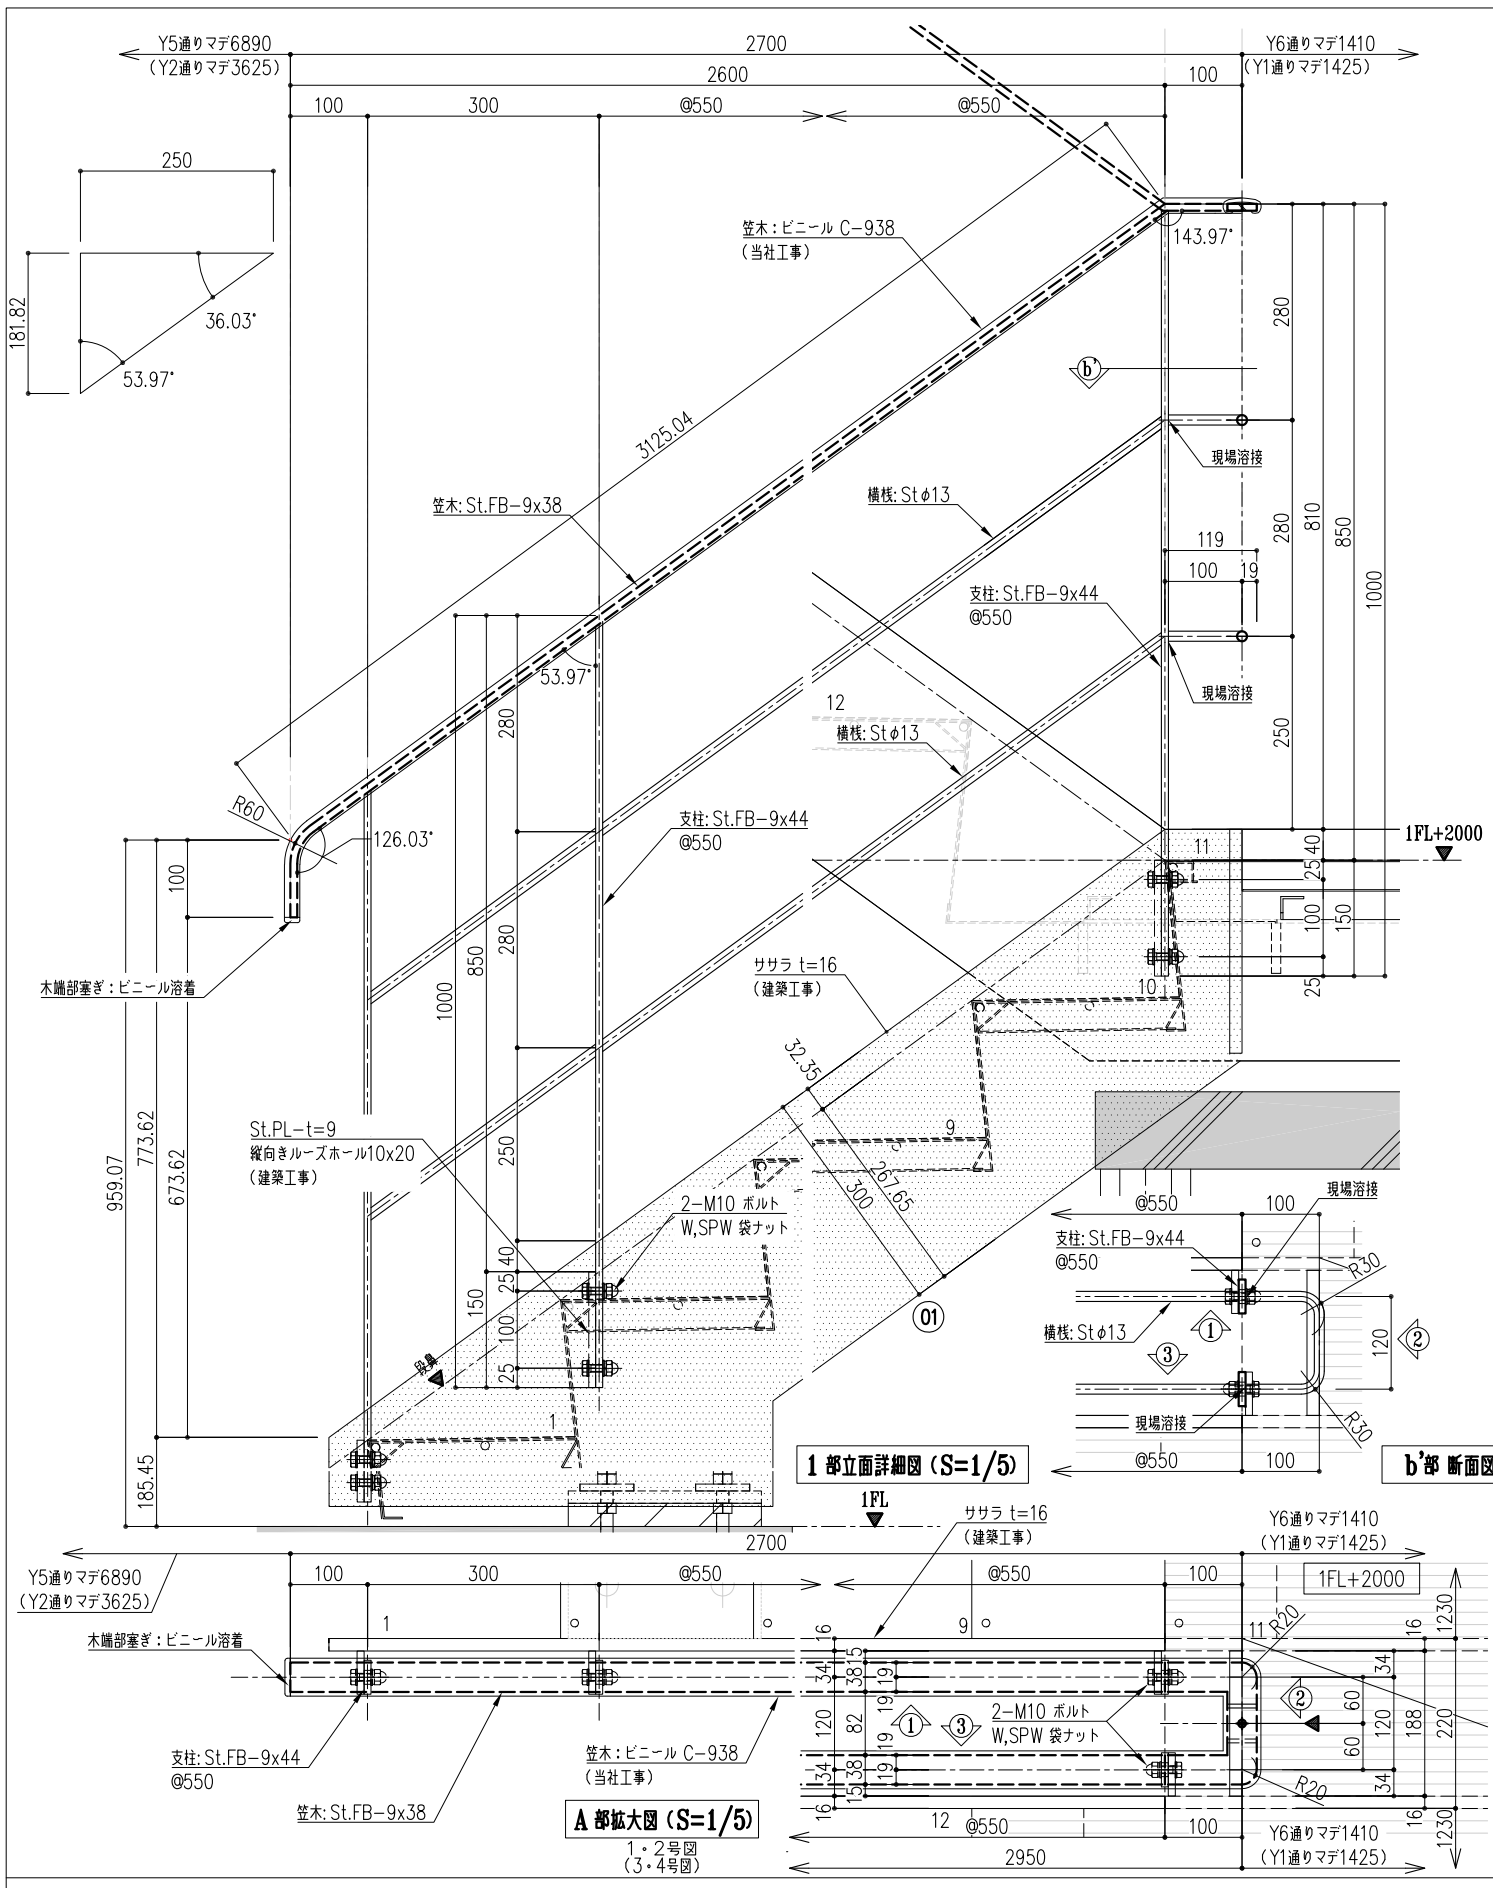 Y5通りマデ6890
(Y2通りマデ3625)
2700
Y6通りマデ1410
(Y1通りマデ1425)
2600
100
100
300
@550
@550
250
181.82
36.03°
53.97°
笠木：ビニール C-938
(当社工事)
143.97°
b'
280
3125.04
現場溶接
笠木: St.FB-9x38
横桟: Stφ13
280
810
850
1000
119
100
19
支柱: St.FB-9x44
@550
53.97°
280
12
現場溶接
横桟: Stφ13
250
R60
126.03°
支柱: St.FB-9x44
@550
11
1FL+2000
40
25
100
150
25
100
850
280
1000
木端部塞ぎ：ビニール溶着
ササラ t=16
(建築工事)
10
32.35
773.62
959.07
673.62
St.PL-t=9
縦向きルーズホール10x20
(建築工事)
250
9
267.65
300
2-M10 ボルト
W,SPW 袋ナット
現場溶接
@550
100
支柱: St.FB-9x44
@550
R30
40
25
150
100
25
01
横桟: Stφ13
1
3
2
120
現場溶接
R30
@550
100
1
185.45
1 部立面詳細図 (S=1/5)
b'部 断面図
1FL
ササラ t=16
(建築工事)
Y6通りマデ1410
(Y1通りマデ1425)
2700
Y5通りマデ6890
(Y2通りマデ3625)
100
300
@550
@550
100
1FL+2000
1
9
11
R20
1230
16
木端部塞ぎ：ビニール溶着
16
15
34
38
19
34
19
120
82
1
3
2-M10 ボルト
W,SPW 袋ナット
2
60
120
188
220
60
19
34
38
19
15
16
34
R20
16
1230
支柱: St.FB-9x44
@550
笠木：ビニール C-938
(当社工事)
笠木: St.FB-9x38
A 部拡大図 (S=1/5)
1・2号図
(3・4号図)
12
@550
100
Y6通りマデ1410
(Y1通りマデ1425)
2950